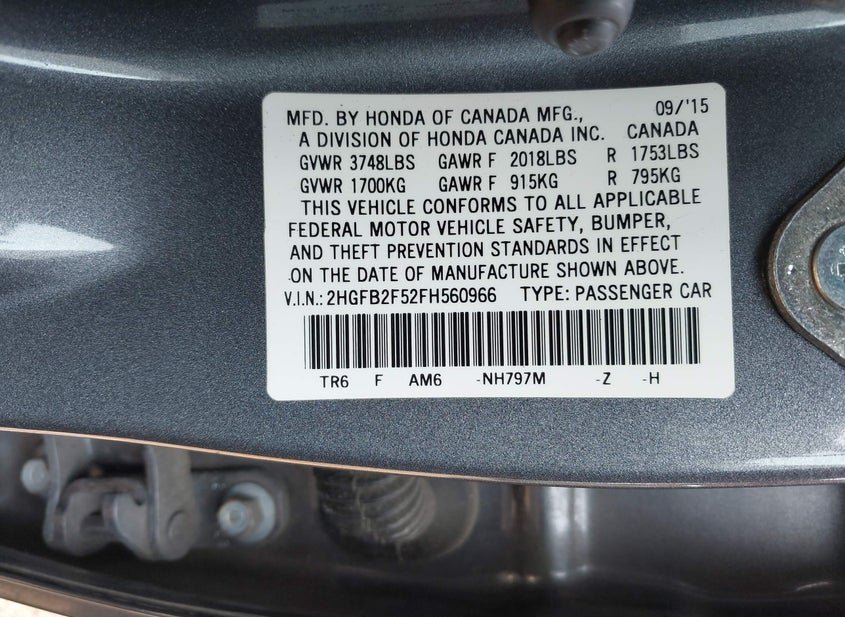 MFD. BY HONDA OF CANADA MFG., 09/'15
A DIVISION OF HONDA CANADA INC. CANADA
GVWR 3748LBS GAWR F 2018LBS R 1753LBS
GVWR 1700KG GAWR F 915KG R 795KG
THIS VEHICLE CONFORMS TO ALL APPLICABLE
FEDERAL MOTOR VEHICLE SAFETY, BUMPER,
AND THEFT PREVENTION STANDARDS IN EFFECT
ON THE DATE OF MANUFACTURE SHOWN ABOVE.
V.I.N.: 2HGFB2F52FH560966 TYPE: PASSENGER CAR
TR6 F AM6 -NH797M -Z -H